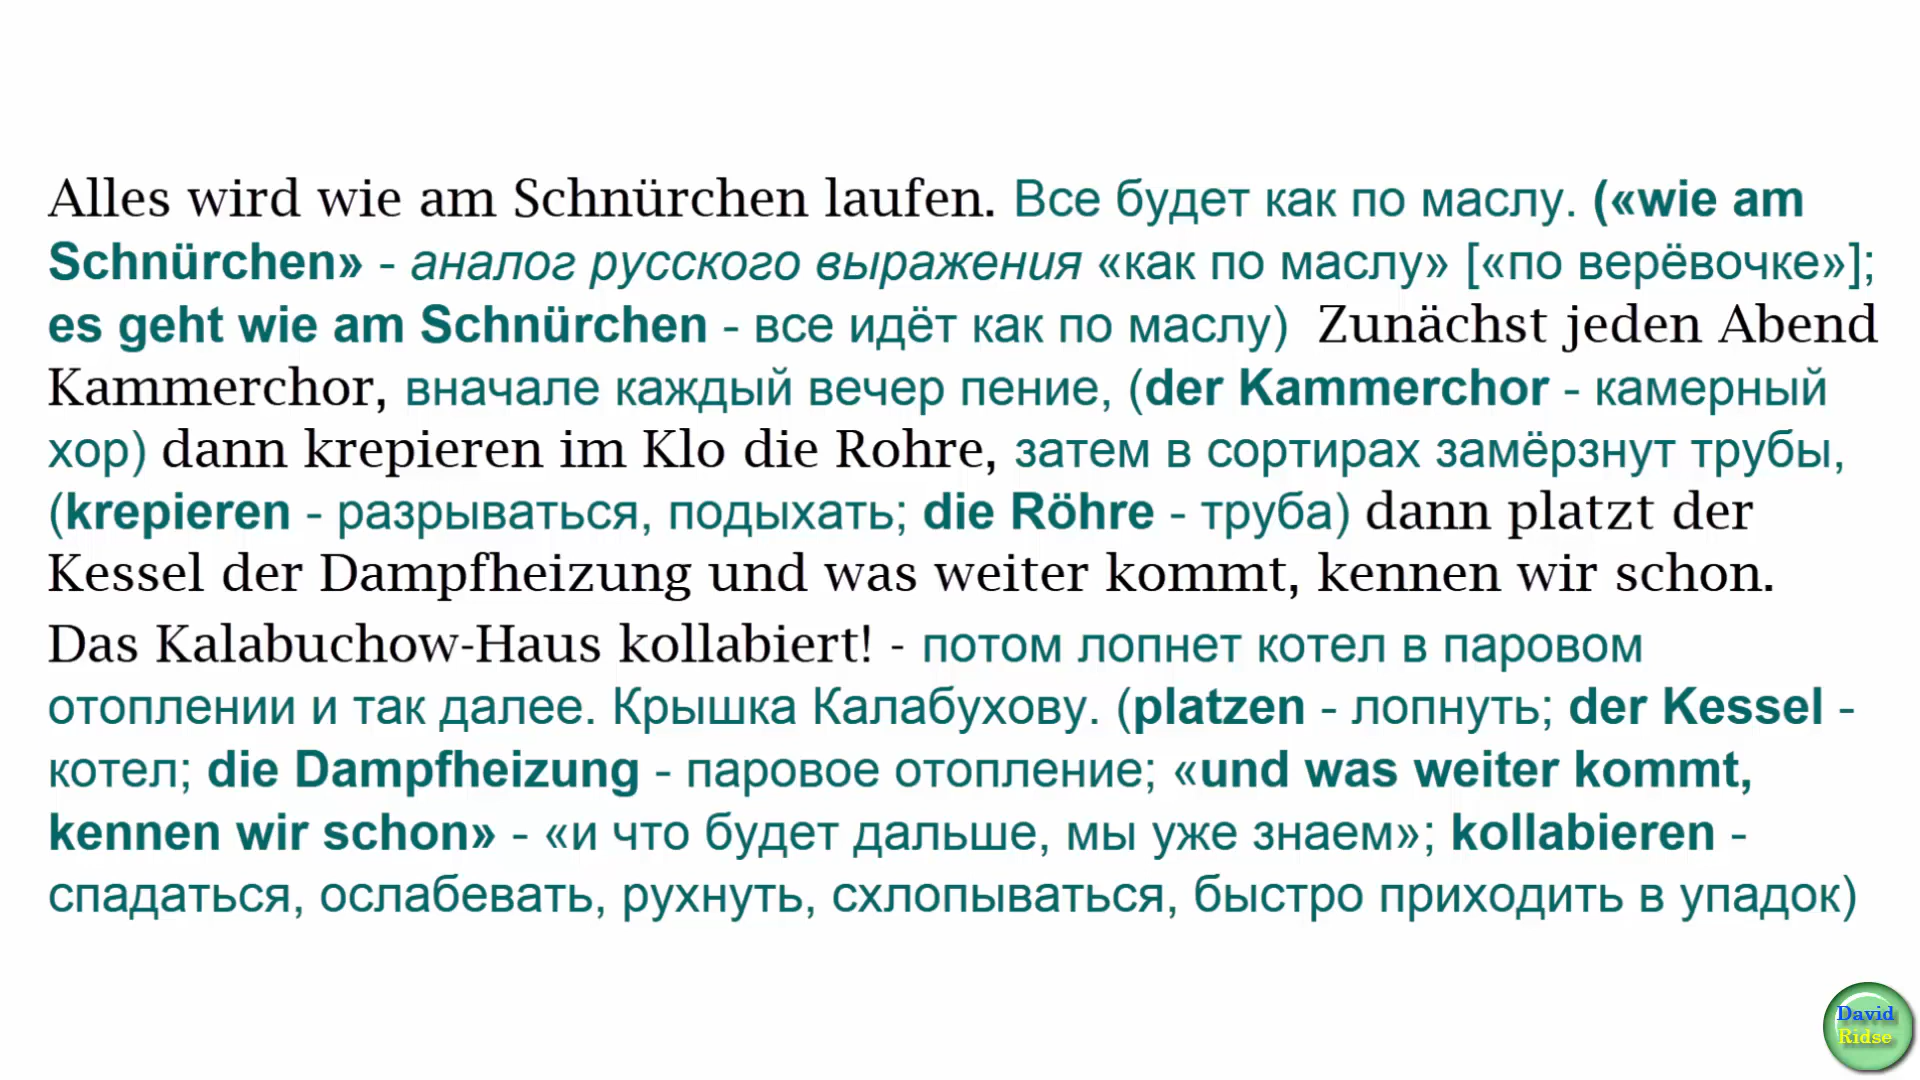 Alles wird wie am Schnürchen laufen. Все будет как по маслу. («wie am
Schnürchen» - аналог русского выражения «как по маслу» [«по верёвочке»];
es geht wie am Schnürchen - все идёт как по маслу) Zunächst jeden Abend
Kammerchor, вначале каждый вечер пение, (der Kammerchor - камерный
хор) dann krepieren im Klo die Rohre, затем в сортирах замёрзнут трубы,
(krepieren - разрываться, подыхать; die Röhre - труба) dann platzt der
Kessel der Dampfheizung und was weiter kommt, kennen wir schon.
Das Kalabuchow-Haus kollabiert! - потом лопнет котел в паровом
отоплении и так далее. Крышка Калабухову. (platzen - лопнуть; der Kessel -
котел; die Dampfheizung - паровое отопление; «und was weiter kommt,
kennen wir schon» - «и что будет дальше, мы уже знаем»; kollabieren -
спадаться, ослабевать, рухнуть, схлопываться, быстро приходить в упадок)
David
Ridse